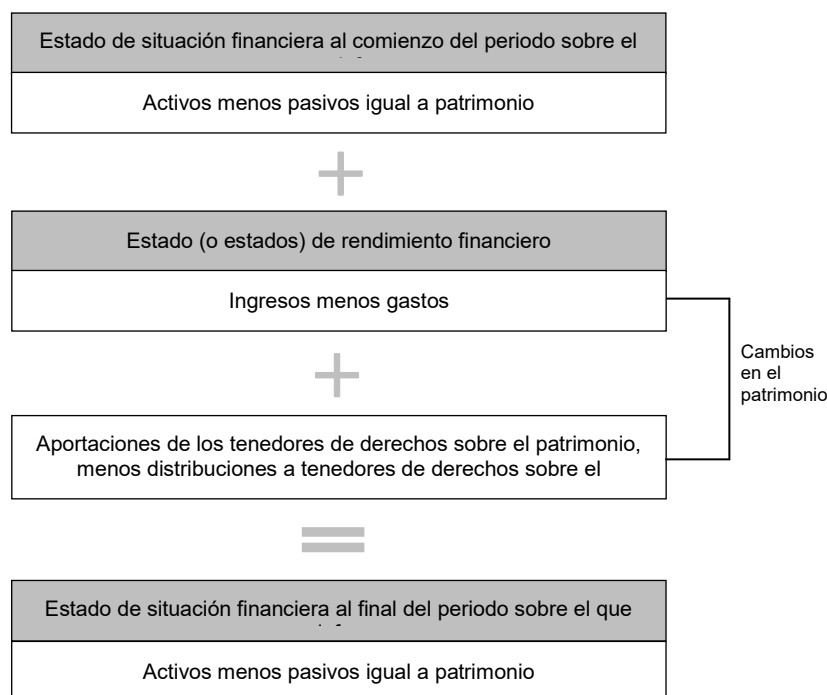 Estado de situación financiera al comienzo del periodo sobre el
Activos menos pasivos igual a patrimonio
Estado (o estados) de rendimiento financiero
Ingresos menos gastos
Cambios
en el
patrimonio
Aportaciones de los tenedores de derechos sobre el patrimonio,
menos distribuciones a tenedores de derechos sobre el
Estado de situación financiera al final del periodo sobre el que
Activos menos pasivos igual a patrimonio